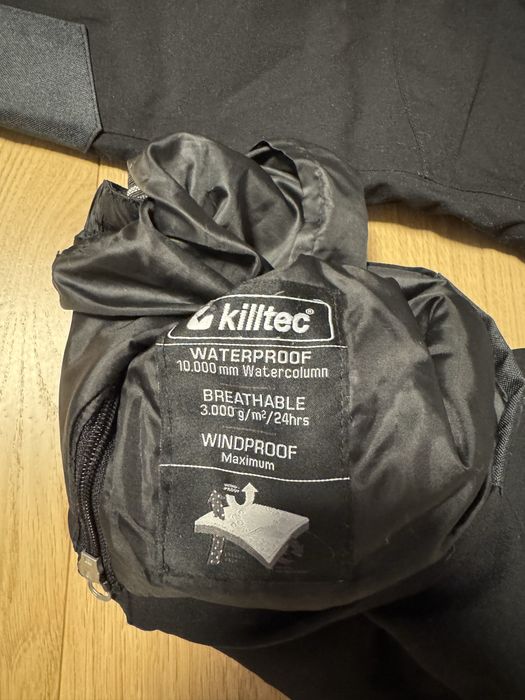 killtec®
WATERPROOF
10.000 mm Watercolumn
BREATHABLE
3.000 g/m²/24hrs
WINDPROOF
Maximum